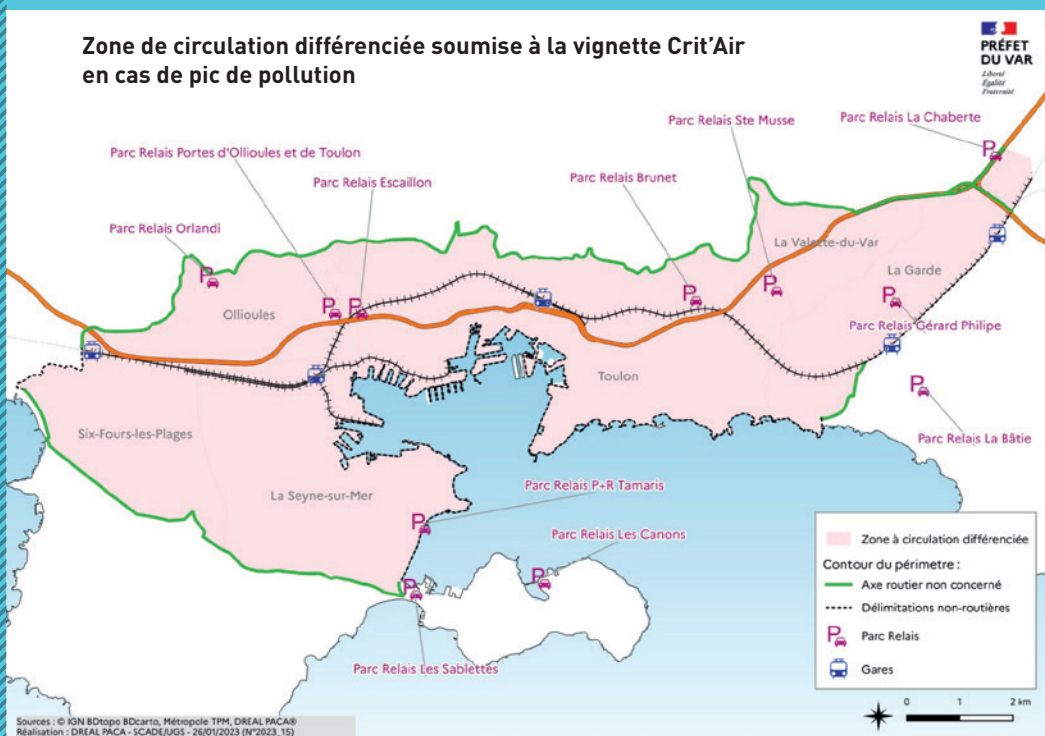 Zone de circulation différenciée soumise à la vignette Crit'Air
en cas de pic de pollution
PRÉFET
DU VAR
Liberté
Égalité
Fraternité
Parc Relais La Chaberte
Parc Relais Ste Musse
Parc Relais Portes d'Ollioules et de Toulon
Parc Relais Escaillon
Parc Relais Brunet
Parc Relais Orlandi
La Valette-du-Var
La Garde
Ollioules
Parc Relais Gérard Philipe
Toulon
Six-Fours-les-Plages
Parc Relais La Bâtie
La Seyne-sur-Mer
Parc Relais P+R Tamaris
Parc Relais Les Canons
Parc Relais Les Sablettes
Zone à circulation différenciée
Contour du périmetre :
Axe routier non concerné
Délimitations non-routières
P Parc Relais
Gares
0 1 2 km
Sources : © IGN BDtopo BDcarto, Métropole TPM, DREAL PACA®
Réalisation : DREAL PACA - SCADE/UGS - 26/01/2023 (N°2023_15)